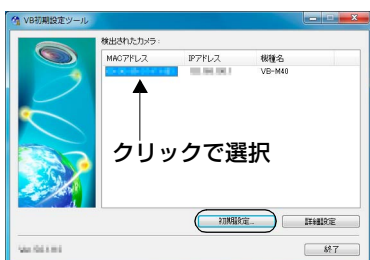 VB初期設定ツール
検出されたカメラ:
MACアドレス IPアドレス 機種名
VB-M40
クリックで選択
初期設定... 詳細設定
終了